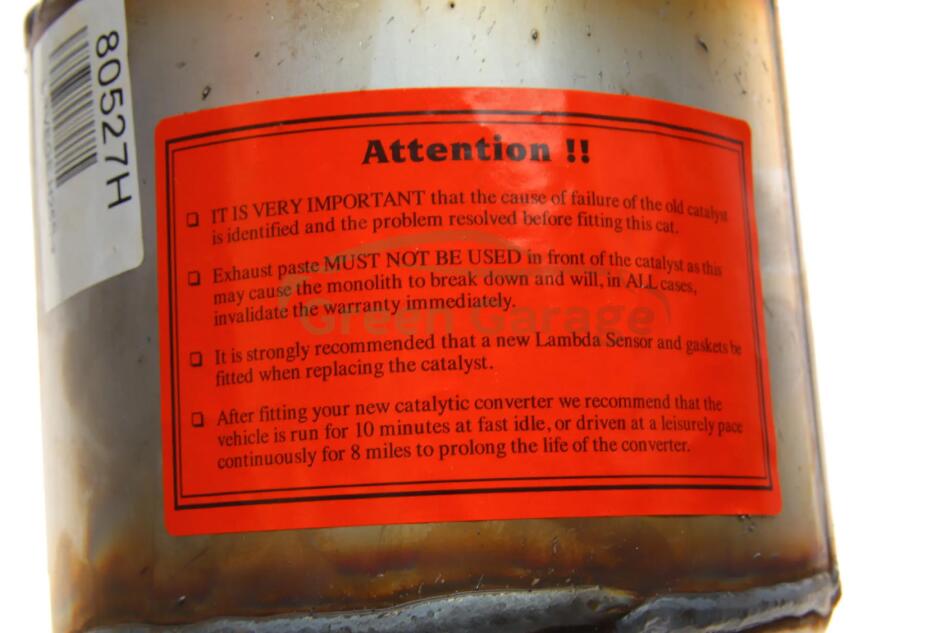 80527H
Attention !!
❑ IT IS VERY IMPORTANT that the cause of failure of the old catalyst
is identified and the problem resolved before fitting this cat.
❑ Exhaust paste MUST NOT BE USED in front of the catalyst as this
may cause the monolith to break down and will, in ALL cases,
invalidate the warranty immediately.
Green Garage
❑ It is strongly recommended that a new Lambda Sensor and gaskets be
fitted when replacing the catalyst.
❑ After fitting your new catalytic converter we recommend that the
vehicle is run for 10 minutes at fast idle, or driven at a leisurely pace
continuously for 8 miles to prolong the life of the converter.